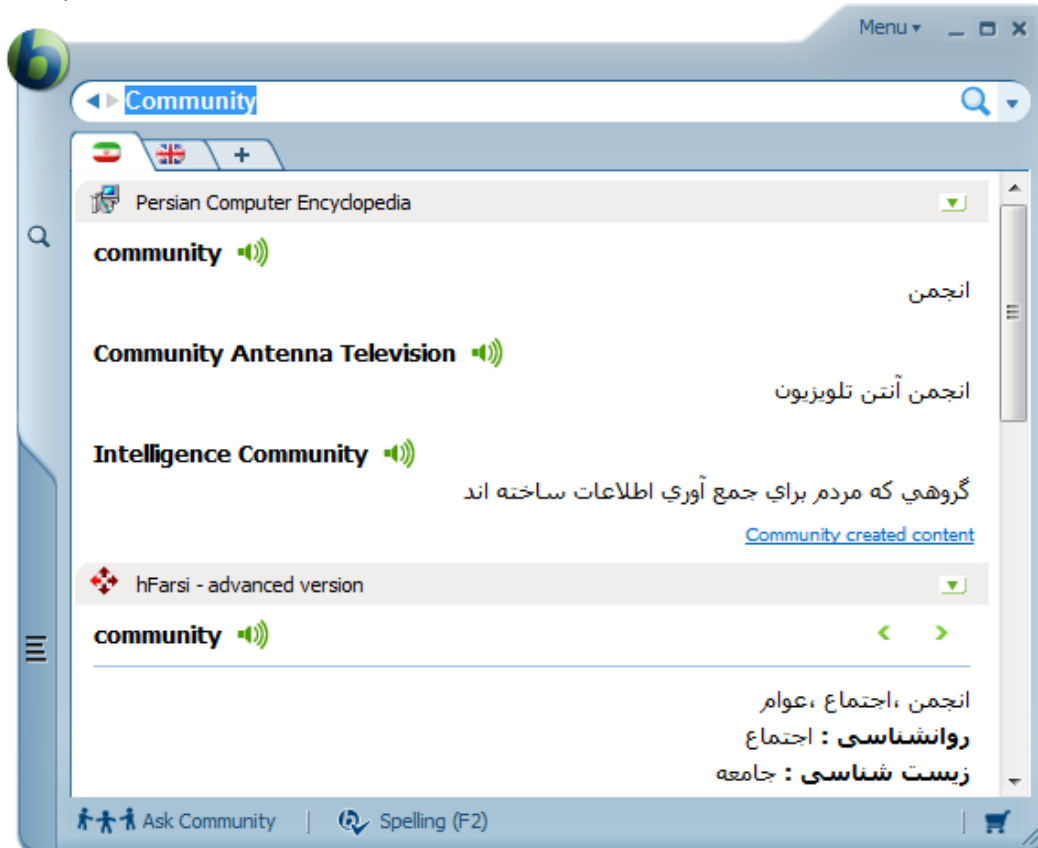 Menu
Community
+
Persian Computer Encyclopedia
community
انجمن
Community Antenna Television
انجمن آنتن تلويزيون
Intelligence Community
گروهي که مردم براي جمع آوري اطلاعات ساخته اند
Community created content
hFarsi - advanced version
community
انجمن ،اجتماع ،عوام
روانشناسی : اجتماع
زیست شناسی : جامعه
Ask Community | Spelling (F2)